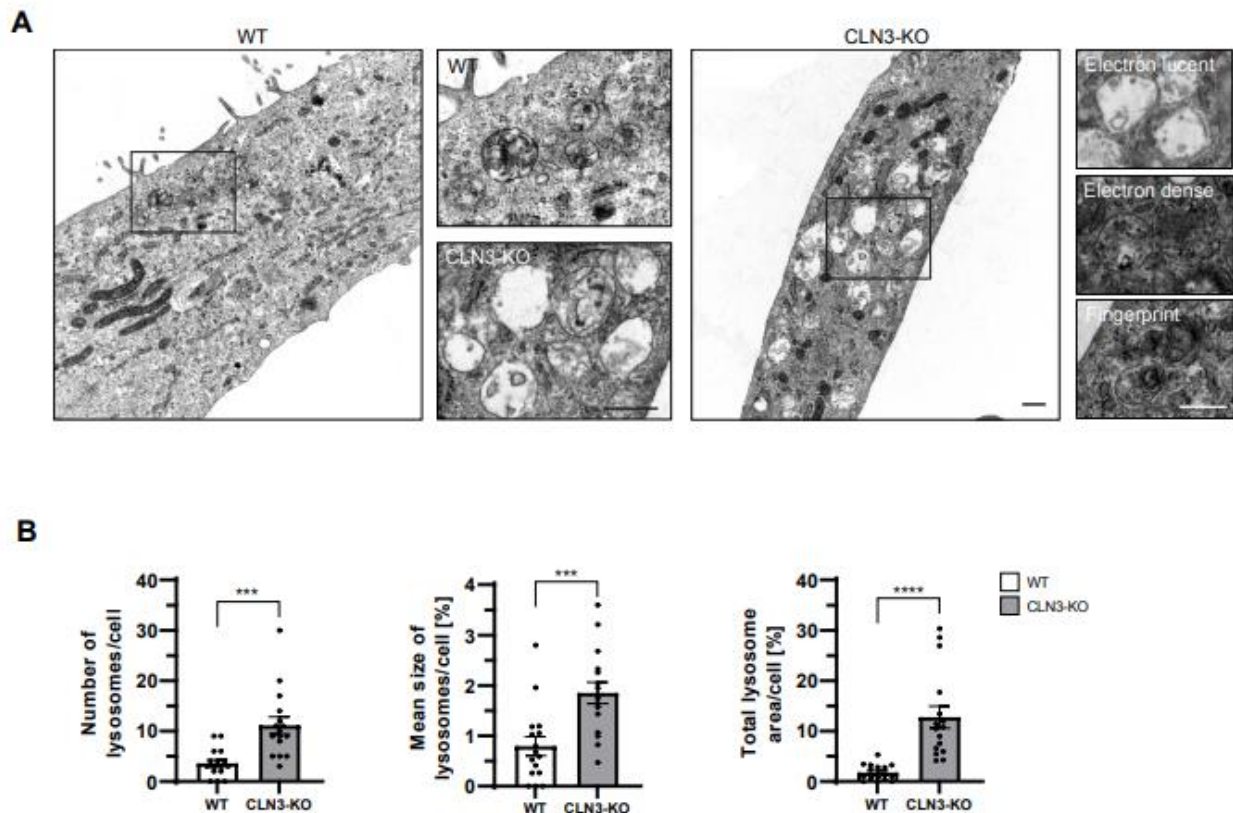 A
WT
CLN3-KO
WT
CLN3-KO
Electron lucent
Electron dense
Fingerprint
B
Number of
lysosomes/cell
40
30
20
10
0
***
WT
CLN3-KO
Mean size of
lysosomes/cell [%]
4
3
2
1
0
***
WT
CLN3-KO
Total lysosome
area/cell [%]
40
30
20
10
0
****
WT
CLN3-KO
WT
CLN3-KO